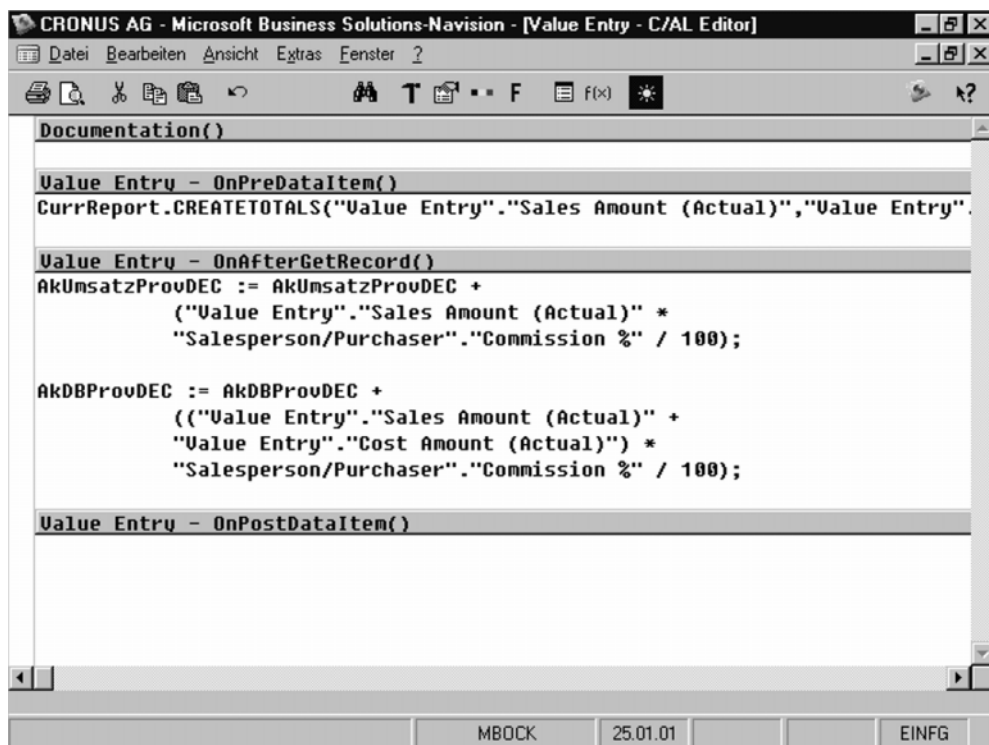 CRONUS AG - Microsoft Business Solutions-Navision - [Value Entry - C/AL Editor]
Datei Bearbeiten Ansicht Extras Fenster ?
T F f(x) ?
Documentation()
Value Entry - OnPreDataItem()
CurrReport.CREATETOTALS("Value Entry"."Sales Amount (Actual)","Value Entry".
Value Entry - OnAfterGetRecord()
AkUmsatzProvDEC := AkUmsatzProvDEC +
("Value Entry"."Sales Amount (Actual)" *
"Salesperson/Purchaser"."Commission %" / 100);
AkDBProvDEC := AkDBProvDEC +
(("Value Entry"."Sales Amount (Actual)" +
"Value Entry"."Cost Amount (Actual)") *
"Salesperson/Purchaser"."Commission %" / 100);
Value Entry - OnPostDataItem()
MBOCK 25.01.01 EINFG